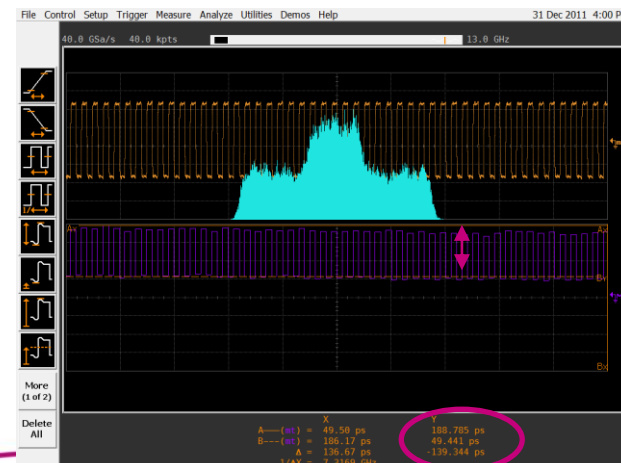 File Control Setup Trigger Measure Analyze Utilities Demos Help 31 Dec 2011 4:00 P
40.0 GSa/s 40.0 kpts 13.0 GHz
1/4
Ax Ax
By
Bx
More
(1 of 2)
Delete
All
X Y
A———(mt) = 49.50 ps 188.785 ps
B---(mt) = 186.17 ps 49.441 ps
Δ = 136.67 ps -139.344 ps
1/ΔX = 7.3169 GHz